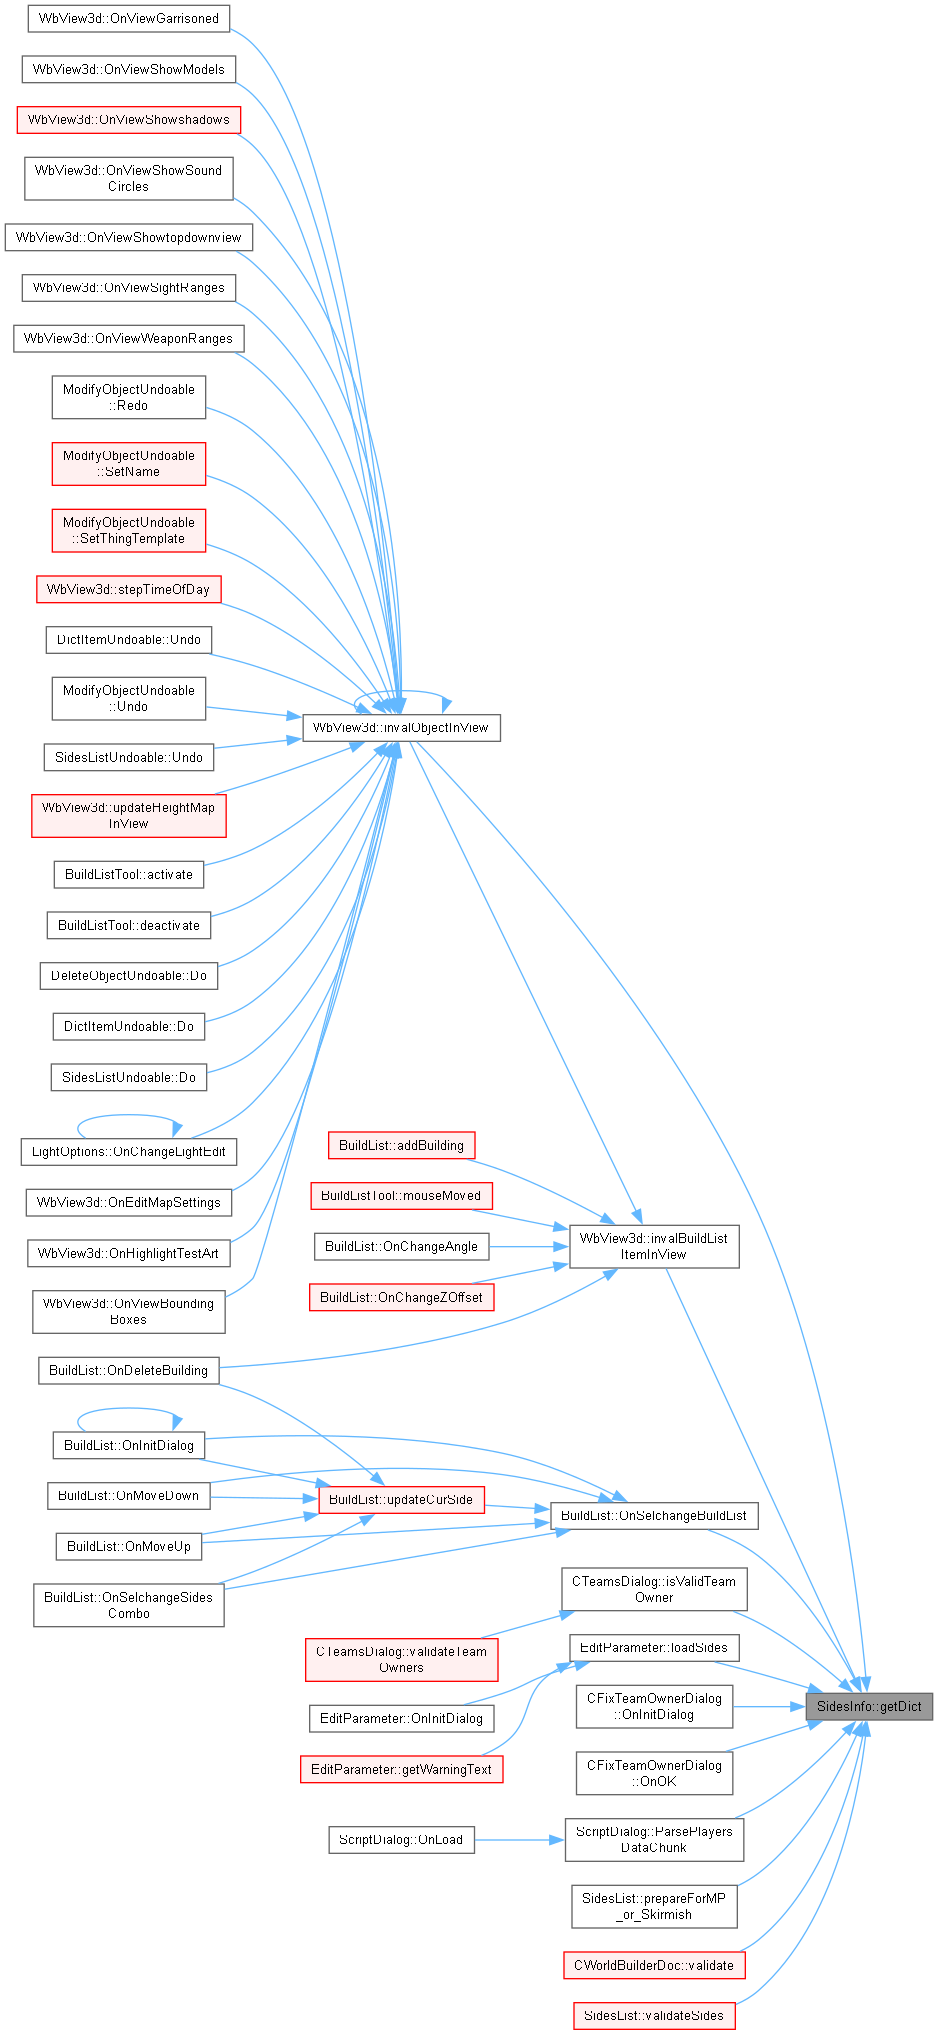 WbView3d::OnViewGarrisoned
WbView3d::OnViewShowModels
WbView3d::OnViewShowshadows
WbView3d::OnViewShowSound
Circles
WbView3d::OnViewShowtopdownview
WbView3d::OnViewSightRanges
WbView3d::OnViewWeaponRanges
ModifyObjectUndoable
::Redo
ModifyObjectUndoable
::SetName
ModifyObjectUndoable
::SetThingTemplate
WbView3d::stepTimeOfDay
DictItemUndoable::Undo
ModifyObjectUndoable
::Undo
WbView3d::invalObjectInView
SidesListUndoable::Undo
WbView3d::updateHeightMap
InView
BuildListTool::activate
BuildListTool::deactivate
DeleteObjectUndoable::Do
DictItemUndoable::Do
SidesListUndoable::Do
LightOptions::OnChangeLightEdit
BuildList::addBuilding
WbView3d::OnEditMapSettings
BuildListTool::mouseMoved
WbView3d::OnHighlightTestArt
BuildList::OnChangeAngle
WbView3d::invalBuildList
ItemInView
WbView3d::OnViewBounding
Boxes
BuildList::OnChangeZOffset
BuildList::OnDeleteBuilding
BuildList::OnInitDialog
BuildList::OnMoveDown
BuildList::updateCurSide
BuildList::OnSelchangeBuildList
BuildList::OnMoveUp
BuildList::OnSelchangeSides
Combo
CTeamsDialog::isValidTeam
Owner
CTeamsDialog::validateTeam
Owners
EditParameter::loadSides
EditParameter::OnInitDialog
CFixTeamOwnerDialog
::OnInitDialog
SidesInfo::getDict
EditParameter::getWarningText
CFixTeamOwnerDialog
::OnOK
ScriptDialog::OnLoad
ScriptDialog::ParsePlayers
DataChunk
SidesList::prepareForMP
_or_Skirmish
CWorldBuilderDoc::validate
SidesList::validateSides